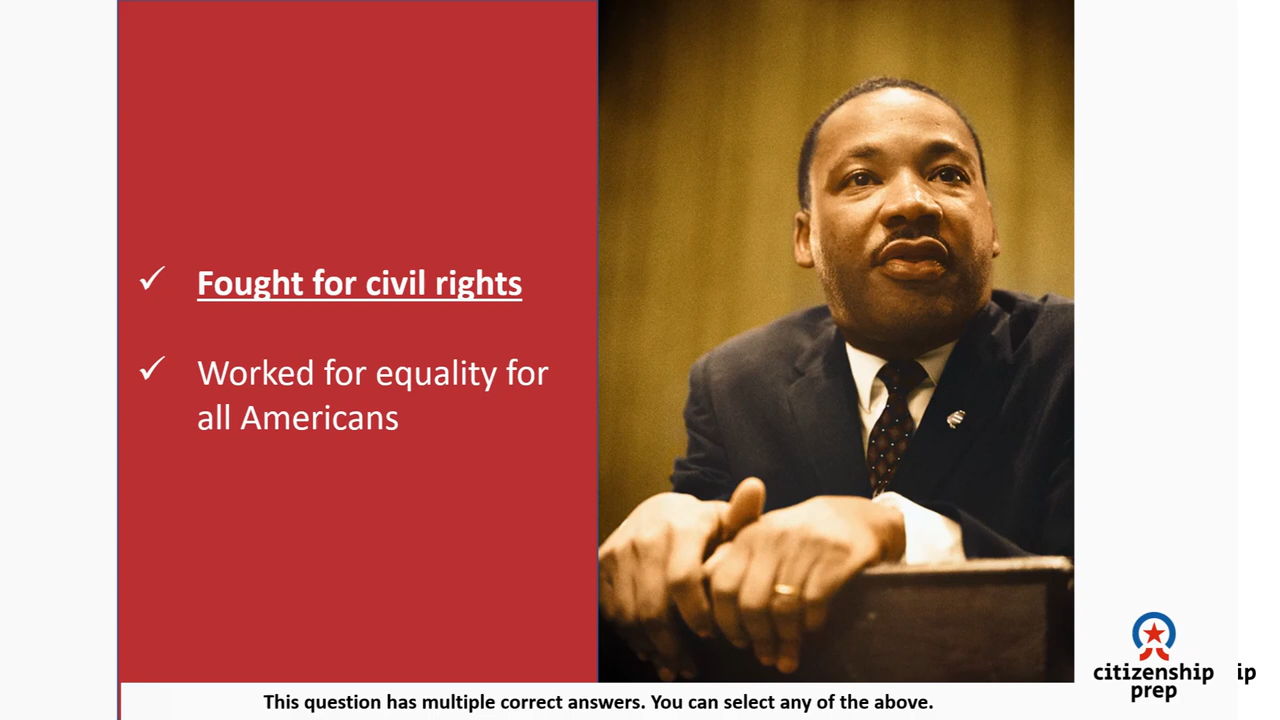 Fought for civil rights
Worked for equality for
all Americans
citizenship
prep
ip
This question has multiple correct answers. You can select any of the above.